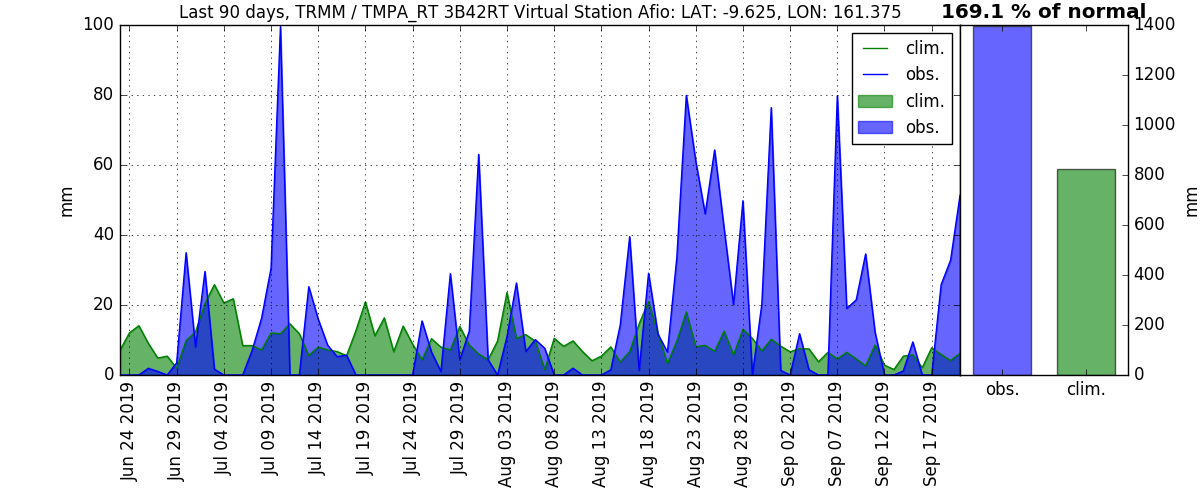 Last 90 days, TRMM / TMPA_RT 3B42RT Virtual Station Afio: LAT: -9.625, LON: 161.375
169.1 % of normal
100
80
60
40
20
0
mm
clim.
obs.
clim.
obs.
1400
1200
1000
800
600
400
200
0
mm
obs.
clim.
Jun 24 2019
Jun 29 2019
Jul 04 2019
Jul 09 2019
Jul 14 2019
Jul 19 2019
Jul 24 2019
Jul 29 2019
Aug 03 2019
Aug 08 2019
Aug 13 2019
Aug 18 2019
Aug 23 2019
Aug 28 2019
Sep 02 2019
Sep 07 2019
Sep 12 2019
Sep 17 2019